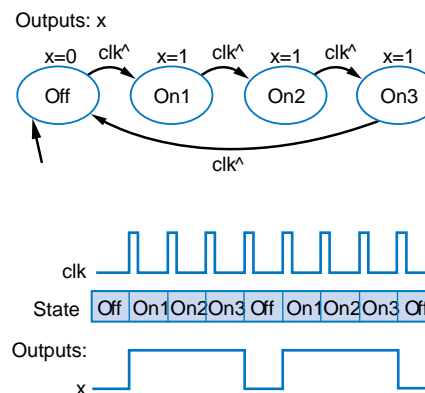 Outputs: x
x=0 clk^ x=1 clk^ x=1 clk^ x=1
Off On1 On2 On3
clk^
clk
State Off On1 On2 On3 Off On1 On2 On3 Off
Outputs:
x